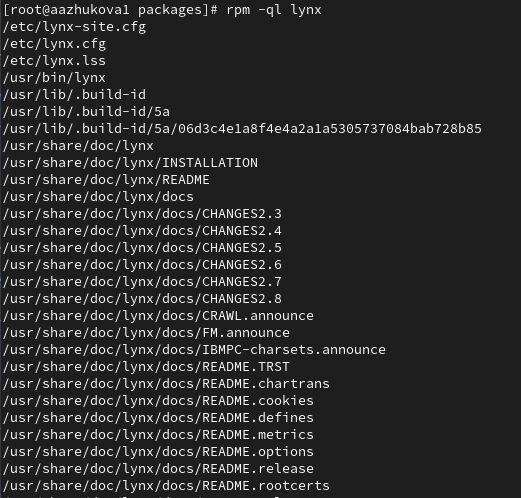 [root@aazhukova1 packages]# rpm -ql lynx
/etc/lynx-site.cfg
/etc/lynx.cfg
/etc/lynx.lss
/usr/bin/lynx
/usr/lib/.build-id
/usr/lib/.build-id/5a
/usr/lib/.build-id/5a/06d3c4e1a8f4e4a2a1a5305737084bab728b85
/usr/share/doc/lynx
/usr/share/doc/lynx/INSTALLATION
/usr/share/doc/lynx/README
/usr/share/doc/lynx/docs
/usr/share/doc/lynx/docs/CHANGES2.3
/usr/share/doc/lynx/docs/CHANGES2.4
/usr/share/doc/lynx/docs/CHANGES2.5
/usr/share/doc/lynx/docs/CHANGES2.6
/usr/share/doc/lynx/docs/CHANGES2.7
/usr/share/doc/lynx/docs/CHANGES2.8
/usr/share/doc/lynx/docs/CRAWL.announce
/usr/share/doc/lynx/docs/FM.announce
/usr/share/doc/lynx/docs/IBMPC-charsets.announce
/usr/share/doc/lynx/docs/README.TRST
/usr/share/doc/lynx/docs/README.chartrans
/usr/share/doc/lynx/docs/README.cookies
/usr/share/doc/lynx/docs/README.defines
/usr/share/doc/lynx/docs/README.metrics
/usr/share/doc/lynx/docs/README.options
/usr/share/doc/lynx/docs/README.release
/usr/share/doc/lynx/docs/README.rootcerts